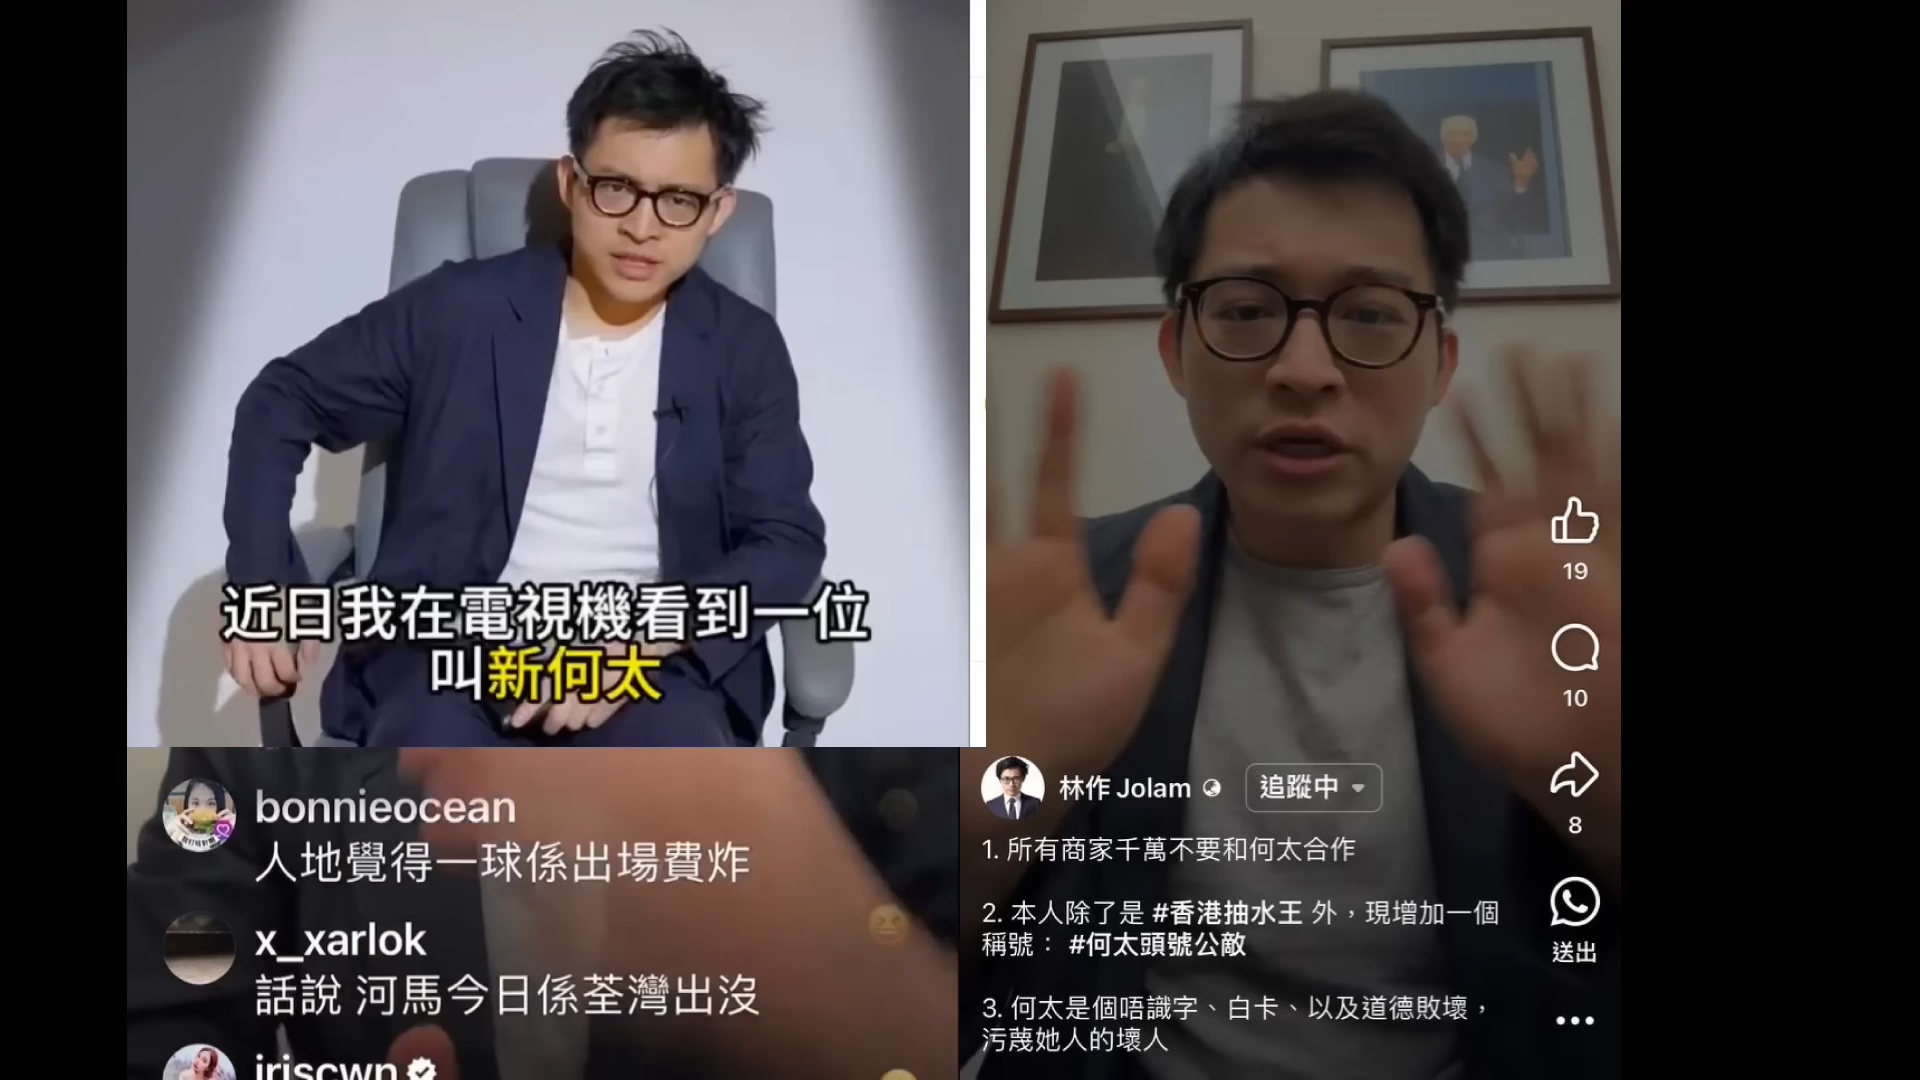 近日我在電視機看到一位
叫新何太
bonnieocean
人地覺得一球係出場費炸
x_xarlok
話說 河馬今日係荃灣出沒
iriscwn
19
10
8
送出
林作 Jolam
追蹤中
1. 所有商家千萬不要和何太合作
2. 本人除了是 #香港抽水王 外，現增加一個
稱號： #何太頭號公敵
3. 何太是個唔識字、白卡、以及道德敗壞，
污蔑她人的壞人